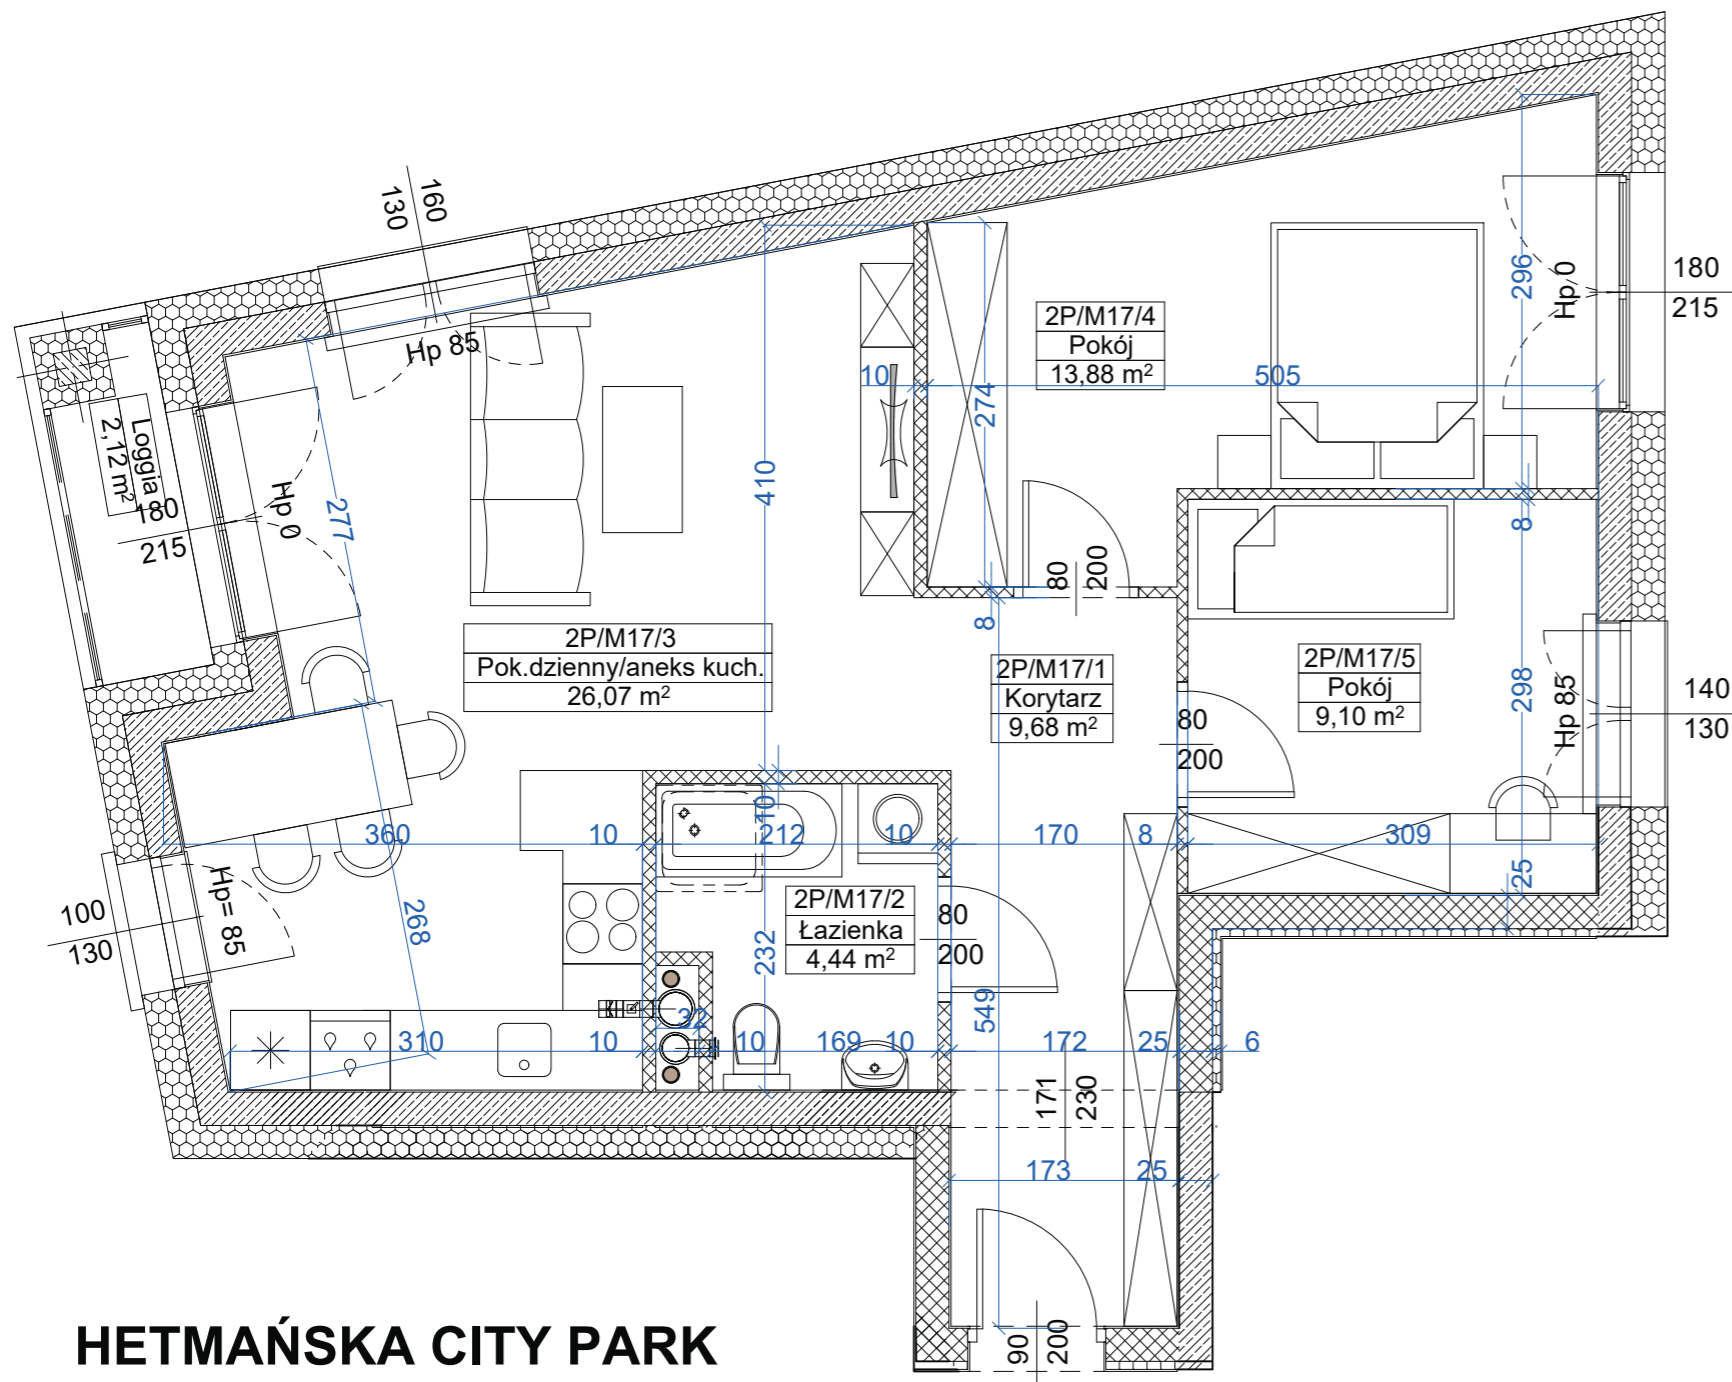 160
130
Hp 85
180
215
Hp 0
296
2P/M17/4
Pokój
13,88 m²
10
505
274
Loggia
2,12 m²
180
215
Hp 0
277
410
8
80
200
8
2P/M17/3
Pok.dzienny/aneks kuch.
26,07 m²
2P/M17/1
Korytarz
9,68 m²
2P/M17/5
Pokój
9,10 m²
298
Hp 85
140
130
80
200
10
360
10
212
10
170
8
309
25
100
130
Hp= 85
268
2P/M17/2
Łazienka
4,44 m²
80
200
232
549
32
310
10
10
169
10
172
25
6
171
230
173
25
90
200
HETMAŃSKA CITY PARK